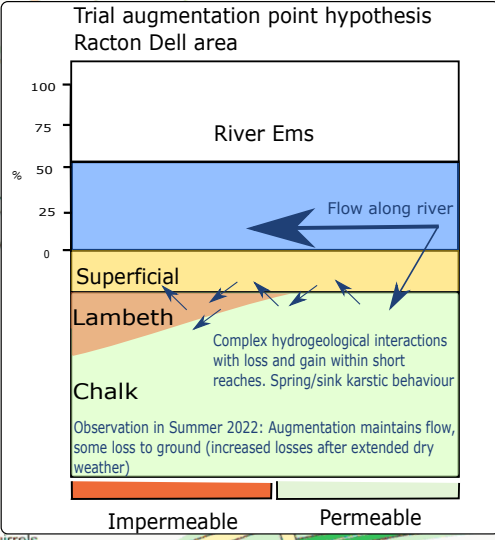 Trial augmentation point hypothesis
Racton Dell area
100
75
50
25
0
%
River Ems
Flow along river
Superficial
Lambeth
Complex hydrogeological interactions
with loss and gain within short
reaches. Spring/sink karstic behaviour
Chalk
Observation in Summer 2022: Augmentation maintains flow,
some loss to ground (increased losses after extended dry
weather)
Impermeable
Permeable